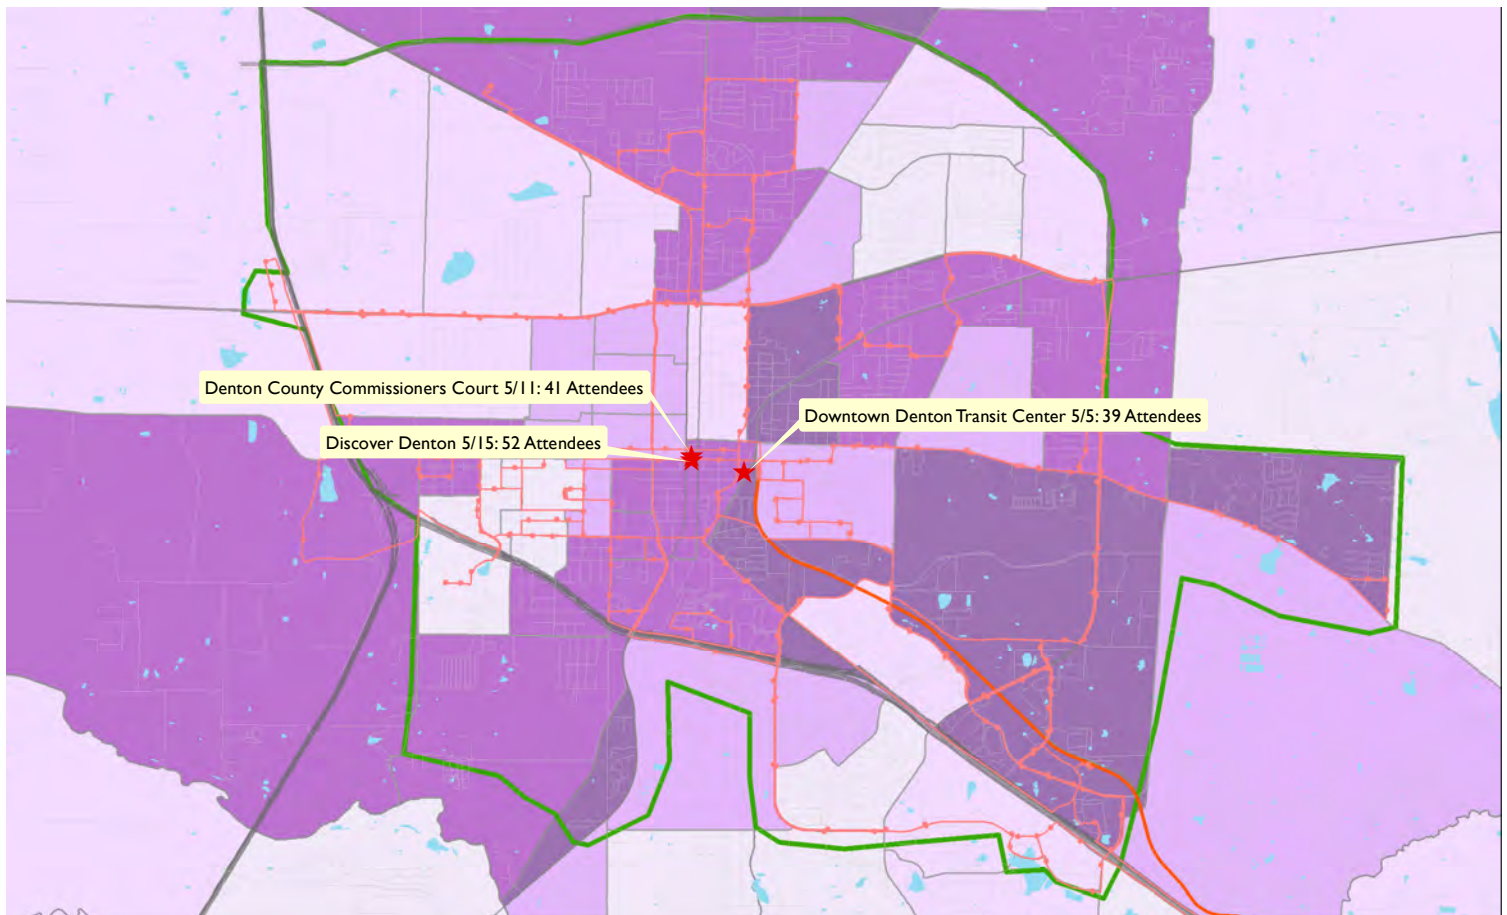 Denton County Commissioners Court 5/11: 41 Attendees
Downtown Denton Transit Center 5/5: 39 Attendees
Discover Denton 5/15: 52 Attendees